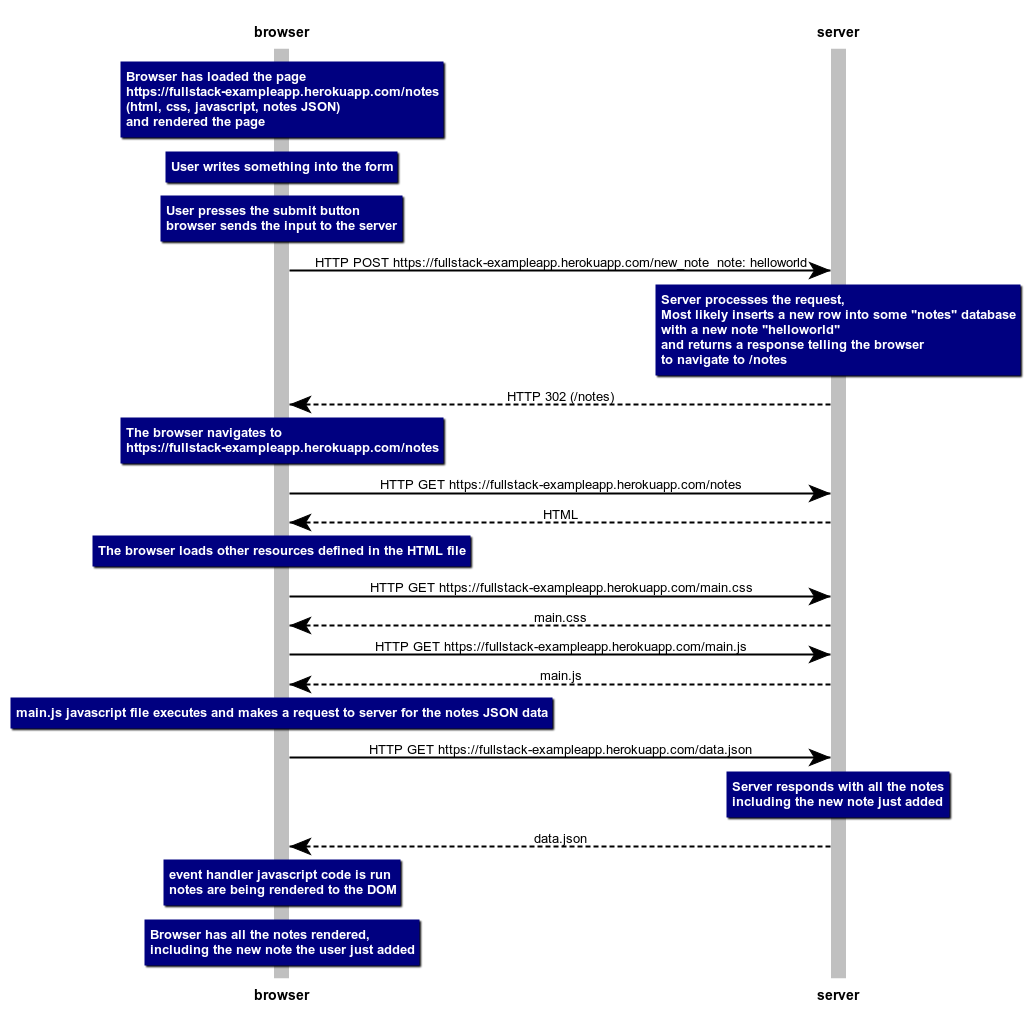 browser
server
Browser has loaded the page
https://fullstack-exampleapp.herokuapp.com/notes
(html, css, javascript, notes JSON)
and rendered the page
User writes something into the form
User presses the submit button
browser sends the input to the server
HTTP POST https://fullstack-exampleapp.herokuapp.com/new_note note: helloworld
Server processes the request,
Most likely inserts a new row into some "notes" database
with a new note "helloworld"
and returns a response telling the browser
to navigate to /notes
HTTP 302 (/notes)
The browser navigates to
https://fullstack-exampleapp.herokuapp.com/notes
HTTP GET https://fullstack-exampleapp.herokuapp.com/notes
HTML
The browser loads other resources defined in the HTML file
HTTP GET https://fullstack-exampleapp.herokuapp.com/main.css
main.css
HTTP GET https://fullstack-exampleapp.herokuapp.com/main.js
main.js
main.js javascript file executes and makes a request to server for the notes JSON data
HTTP GET https://fullstack-exampleapp.herokuapp.com/data.json
Server responds with all the notes
including the new note just added
data.json
event handler javascript code is run
notes are being rendered to the DOM
Browser has all the notes rendered,
including the new note the user just added
browser
server